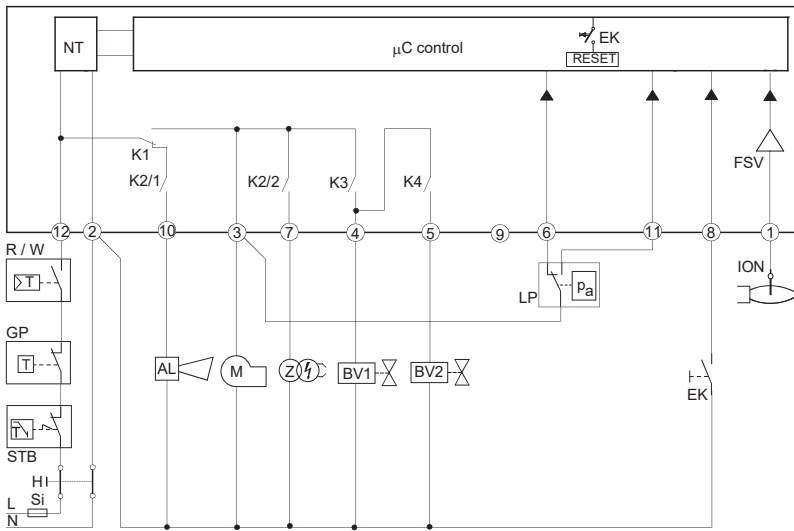 NT
µC control
EK
RESET
K1
K2/1
K2/2
K3
K4
FSV
12
2
10
3
7
4
5
9
6
11
8
1
R / W
T
LP
pa
ION
GP
T
AL
M
Z
BV1
BV2
EK
T
STB
H
Si
L
N